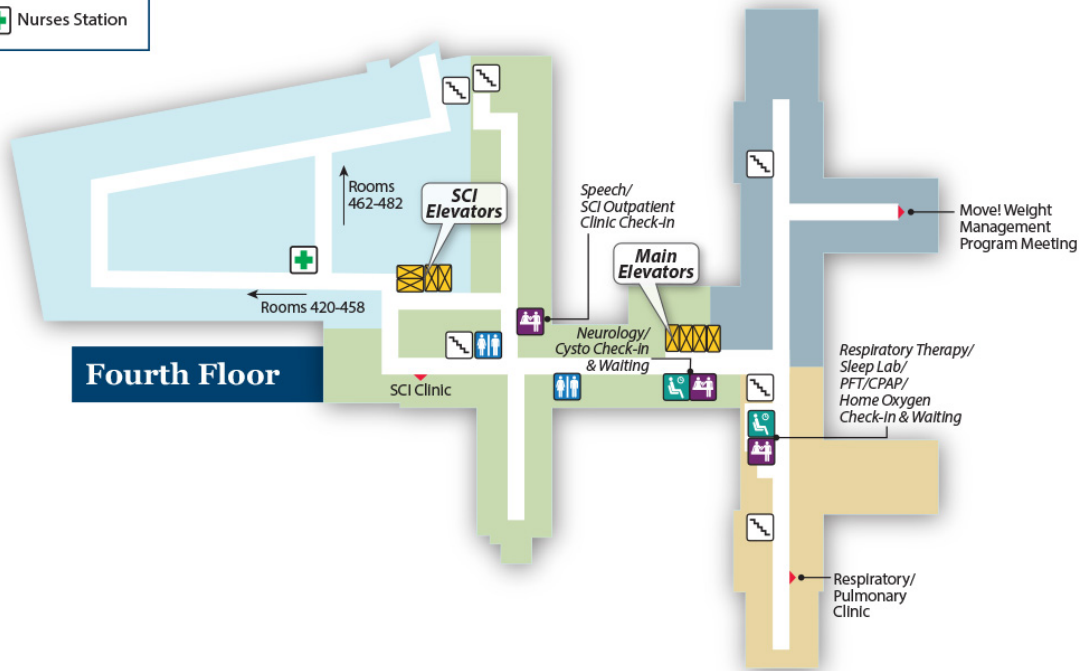 Nurses Station
Rooms
462-482
SCI
Elevators
Speech/
SCI Outpatient
Clinic Check-in
Main
Elevators
Move! Weight
Management
Program Meeting
Rooms 420-458
Neurology/
Cysto Check-in
& Waiting
Fourth Floor
SCI Clinic
Respiratory Therapy/
Sleep Lab/
PFT/CPAP/
Home Oxygen
Check-in & Waiting
Respiratory/
Pulmonary
Clinic